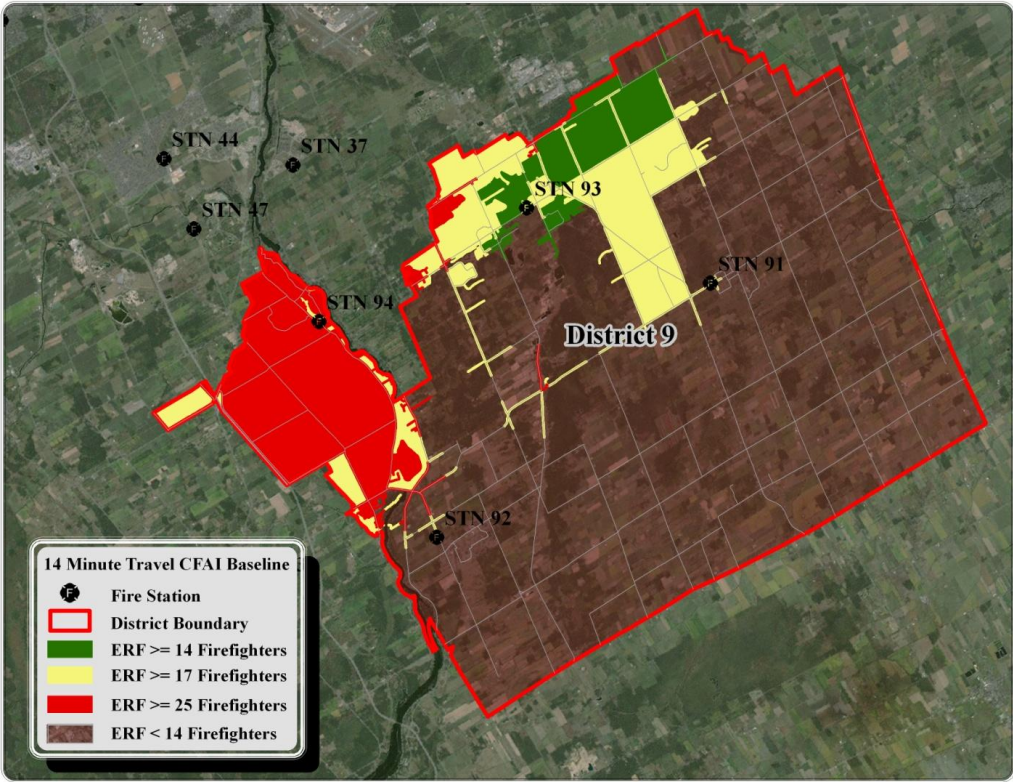 STN 44
STN 37
STN 93
STN 47
STN 91
STN 94
District 9
STN 92
14 Minute Travel CFAI Baseline
F Fire Station
District Boundary
ERF >= 14 Firefighters
ERF >= 17 Firefighters
ERF >= 25 Firefighters
ERF < 14 Firefighters